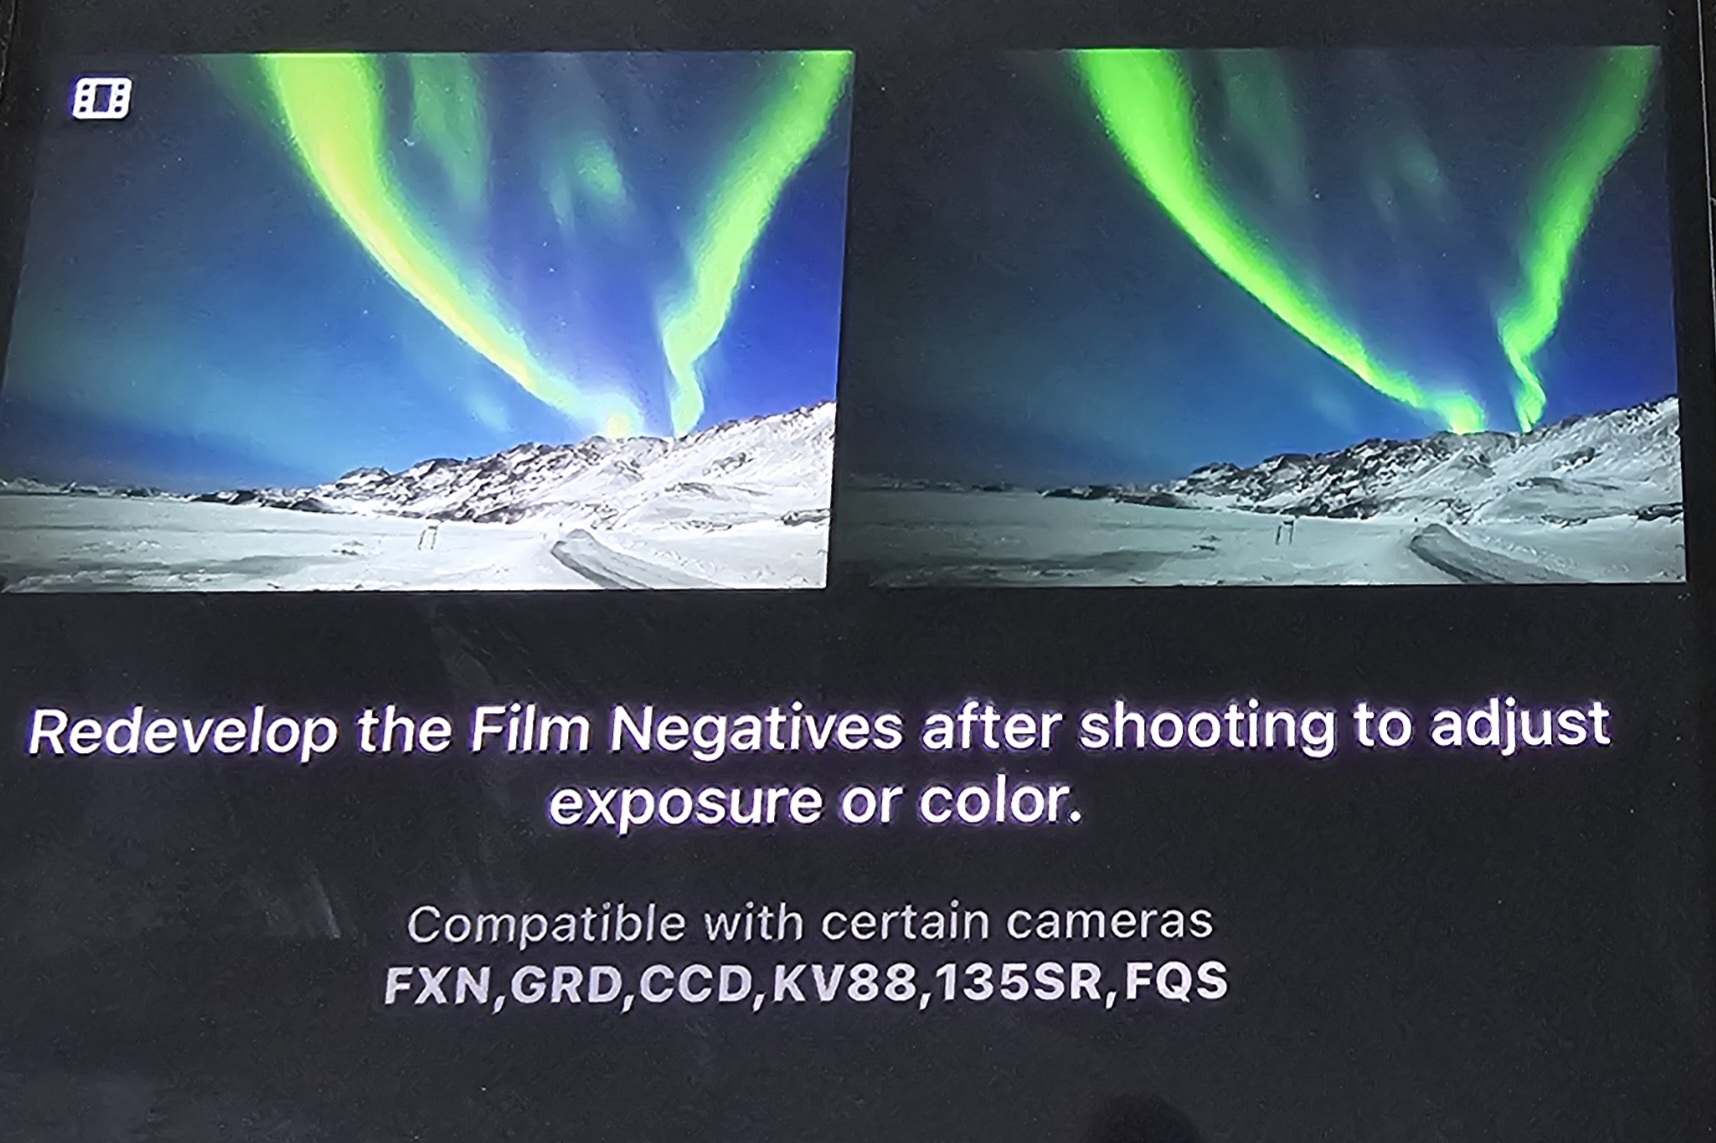 Redevelop the Film Negatives after shooting to adjust
exposure or color.
Compatible with certain cameras
FXN,GRD,CCD,KV88,135SR,FQS